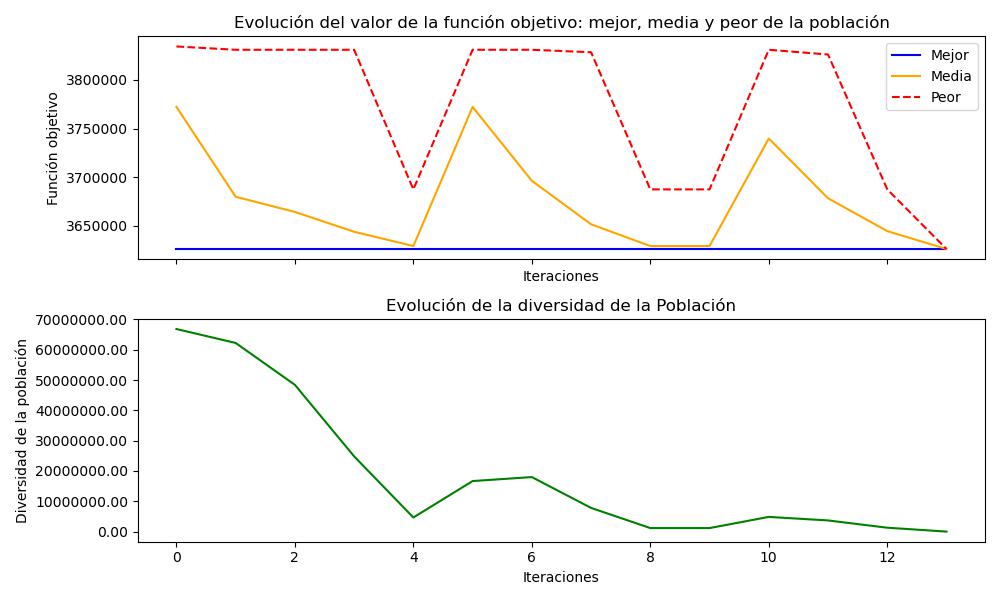 Evolución del valor de la función objetivo: mejor, media y peor de la población
Función objetivo
3800000
3750000
3700000
3650000
Mejor
Media
Peor
Iteraciones
Evolución de la diversidad de la Población
Diversidad de la población
70000000.00
60000000.00
50000000.00
40000000.00
30000000.00
20000000.00
10000000.00
0.00
0 2 4 6 8 10 12
Iteraciones